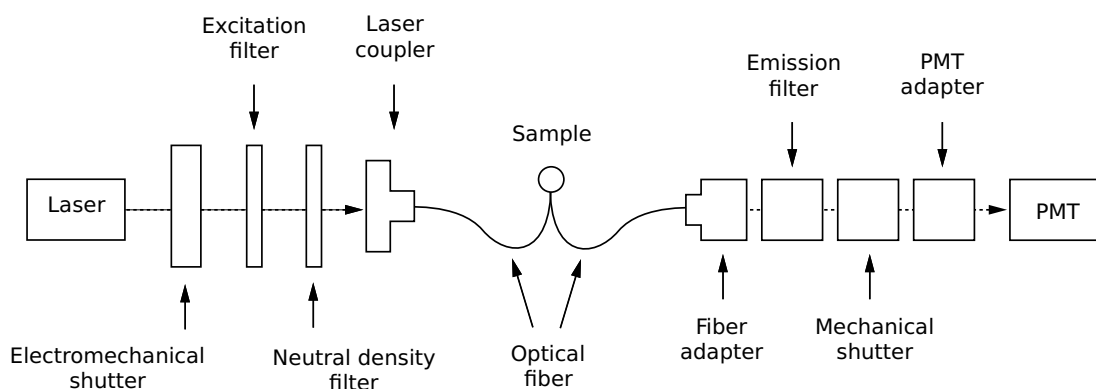 Excitation
filter
Laser
coupler
Sample
Emission
filter
PMT
adapter
Laser
PMT
Electromechanical
shutter
Neutral density
filter
Optical
fiber
Fiber
adapter
Mechanical
shutter